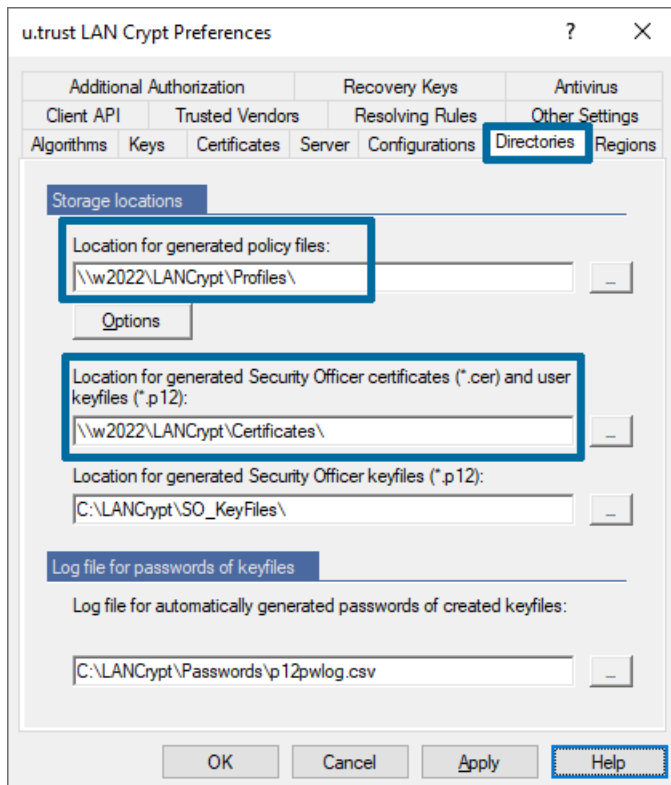 u.trust LAN Crypt Preferences ? ×
Additional Authorization Recovery Keys Antivirus
Client API Trusted Vendors Resolving Rules Other Settings
Algorithms Keys Certificates Server Configurations Directories Regions
Storage locations
Location for generated policy files:
\\w2022\LANCrypt\Profiles\ ...
Options
Location for generated Security Officer certificates (*.cer) and user
keyfiles (*.p12):
\\w2022\LANCrypt\Certificates\ ...
Location for generated Security Officer keyfiles (*.p12):
C:\LANCrypt\SO_KeyFiles\ ...
Log file for passwords of keyfiles
Log file for automatically generated passwords of created keyfiles:
C:\LANCrypt\Passwords\p12pwlog.csv ...
OK Cancel Apply Help